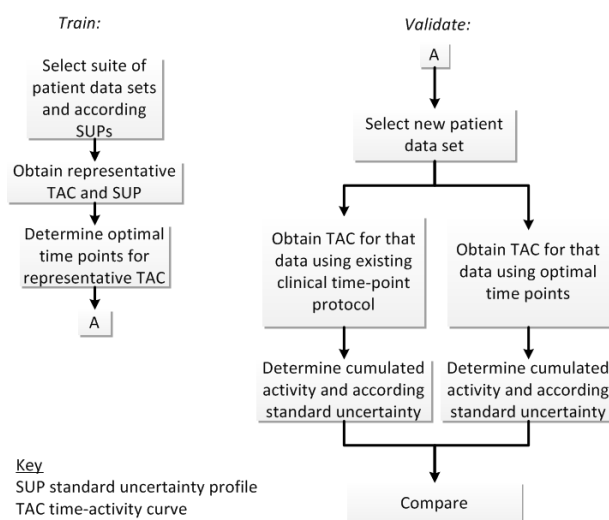 Train:
Select suite of
patient data sets
and according
SUPs
Obtain representative
TAC and SUP
Determine optimal
time points for
representative TAC
A
Key
SUP standard uncertainty profile
TAC time-activity curve
Validate:
A
Select new patient
data set
Obtain TAC for that
data using existing
clinical time-point
protocol
Obtain TAC for that
data using optimal
time points
Determine cumulated
activity and according
standard uncertainty
Determine cumulated
activity and according
standard uncertainty
Compare